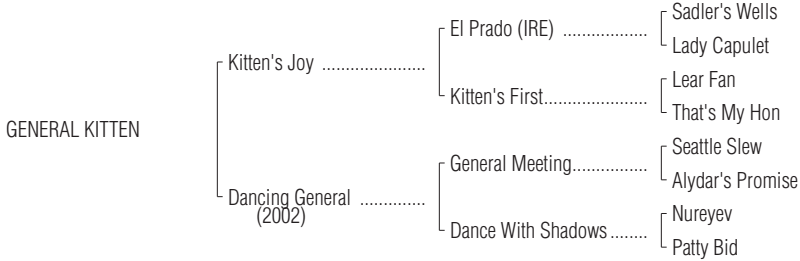 Sadler's Wells
El Prado (IRE) ..................
Lady Capulet
Kitten's Joy ......................
Lear Fan
Kitten's First......................
That's My Hon
GENERAL KITTEN
Seattle Slew
General Meeting................
Alydar's Promise
Dancing General ..............
(2002)
Nureyev
Dance With Shadows ........
Patty Bid